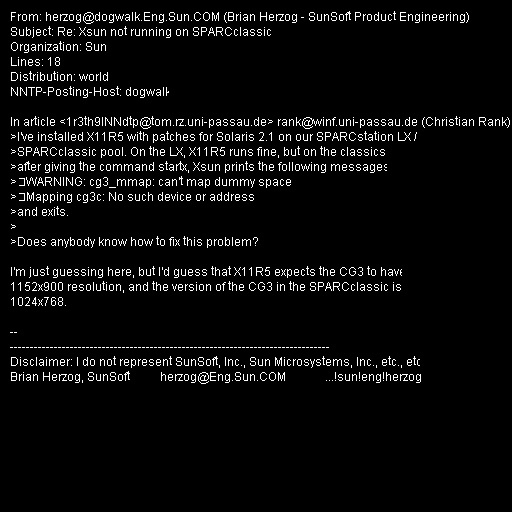 From: herzog@dogwalk.Eng.Sun.COM (Brian Herzog - SunSoft Product Engineering)
Subject: Re: Xsun not running on SPARCclassic
Organization: Sun
Lines: 18
Distribution: world
NNTP-Posting-Host: dogwalk

In article <1r3th9INNdtp@tom.rz.uni-passau.de> rank@winf.uni-passau.de (Christian Rank)
>I've installed X11R5 with patches for Solaris 2.1 on our SPARCstation LX /
>SPARCclassic pool. On the LX, X11R5 runs fine, but on the classics
>after giving the command startx, Xsun prints the following messages
>WARNING: cg3_mmap: can't map dummy space
>Mapping cg3c: No such device or address
>and exits.
>
>Does anybody know how to fix this problem?

I'm just guessing here, but I'd guess that X11R5 expects the CG3 to have
1152x900 resolution, and the version of the CG3 in the SPARCclassic is
1024x768.

--
--------------------------------------------------------------------------------
Disclaimer: I do not represent SunSoft, Inc., Sun Microsystems, Inc., etc., etc
Brian Herzog, SunSoft herzog@Eng.Sun.COM ...!sun!eng!herzog